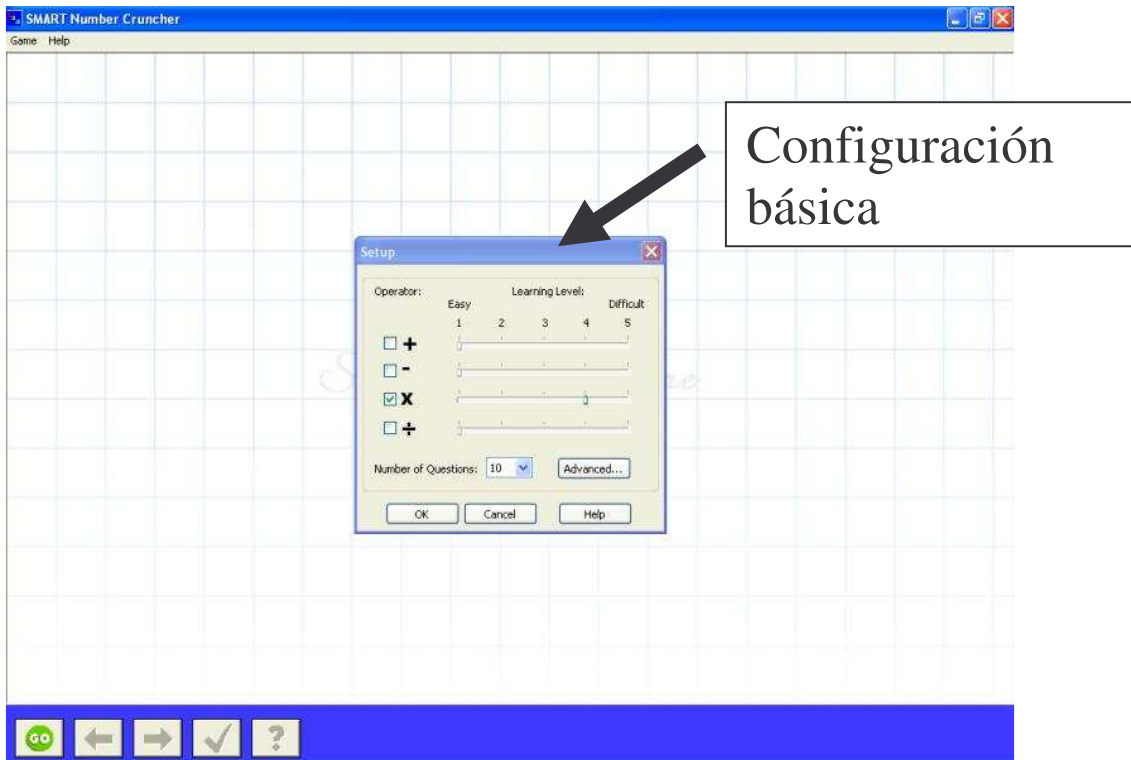 SMART Number Cruncher
Game Help
Configuración
básica
Setup
Operator: Learning Level:
Easy Difficult
1 2 3 4 5
+
-
X
÷
Number of Questions: 10 Advanced...
OK Cancel Help
GO
?